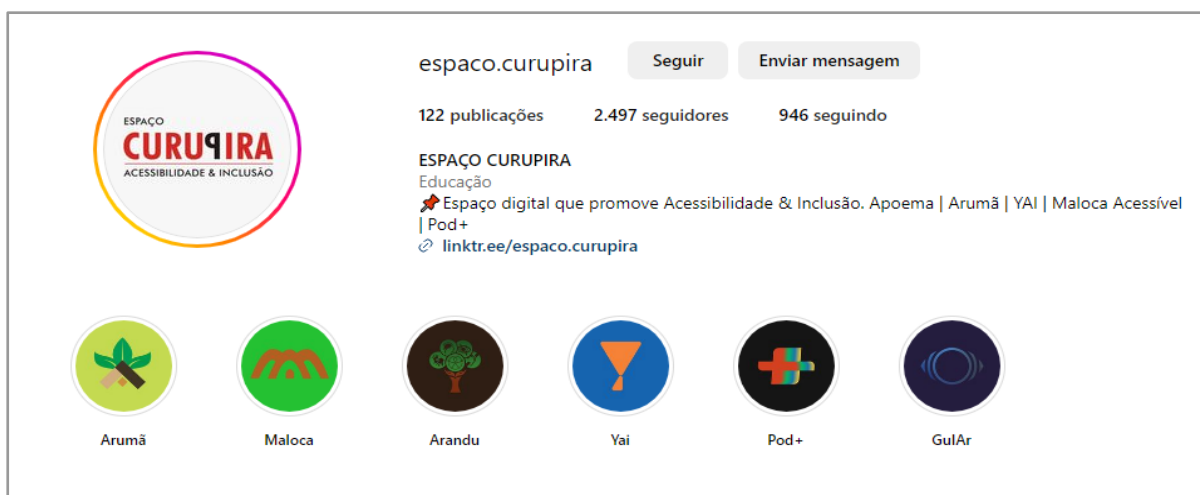 ESPAÇO
CURUPIRA
ACESSIBILIDADE & INCLUSÃO
espaco.curupira Seguir Enviar mensagem
122 publicações 2.497 seguidores 946 seguindo
ESPAÇO CURUPIRA
Educação
📌Espaço digital que promove Acessibilidade & Inclusão. Apoema | Arumã | YAI | Maloca Acessível
| Pod+
linktr.ee/espaco.curupira
Arumã Maloca Arandu Yai Pod+ GulAr